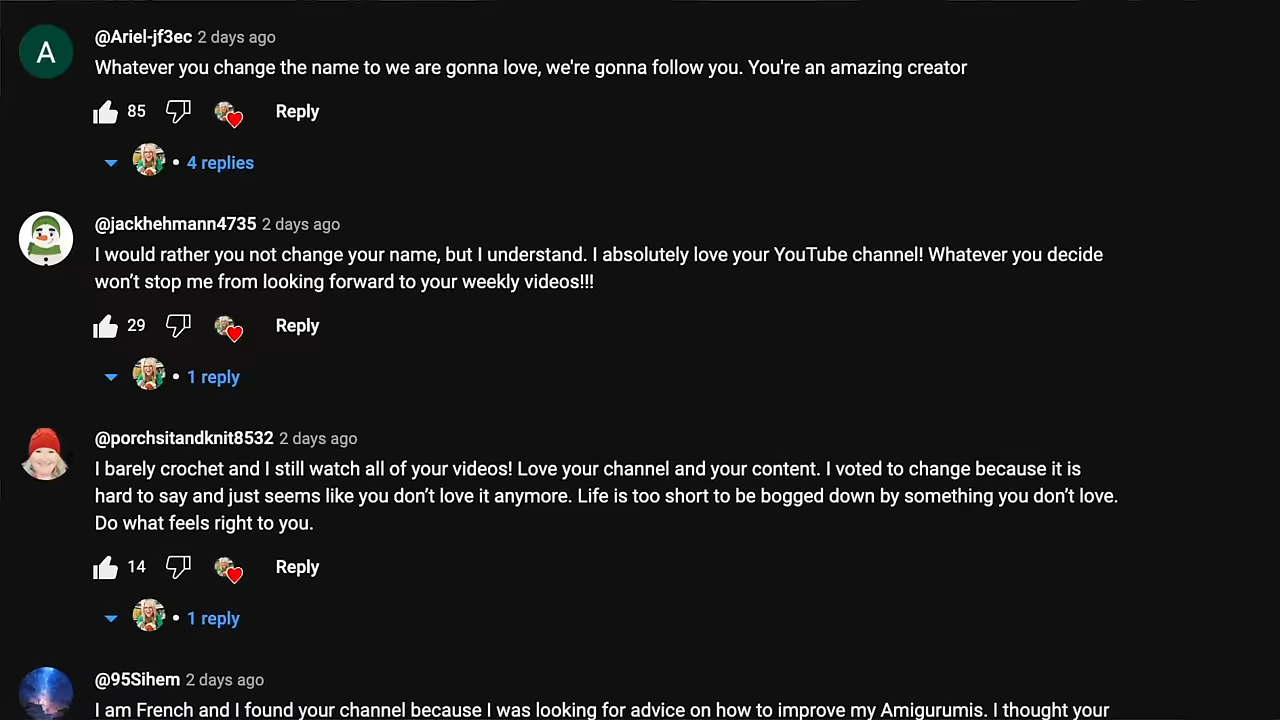 @Ariel-jf3ec 2 days ago
Whatever you change the name to we are gonna love, we're gonna follow you. You're an amazing creator
85 Reply
• 4 replies
@jackhehmann4735 2 days ago
I would rather you not change your name, but I understand. I absolutely love your YouTube channel! Whatever you decide
won’t stop me from looking forward to your weekly videos!!!
29 Reply
• 1 reply
@porchsitandknit8532 2 days ago
I barely crochet and I still watch all of your videos! Love your channel and your content. I voted to change because it is
hard to say and just seems like you don’t love it anymore. Life is too short to be bogged down by something you don’t love.
Do what feels right to you.
14 Reply
• 1 reply
@95Sihem 2 days ago
I am French and I found your channel because I was looking for advice on how to improve my Amigurumis. I thought your